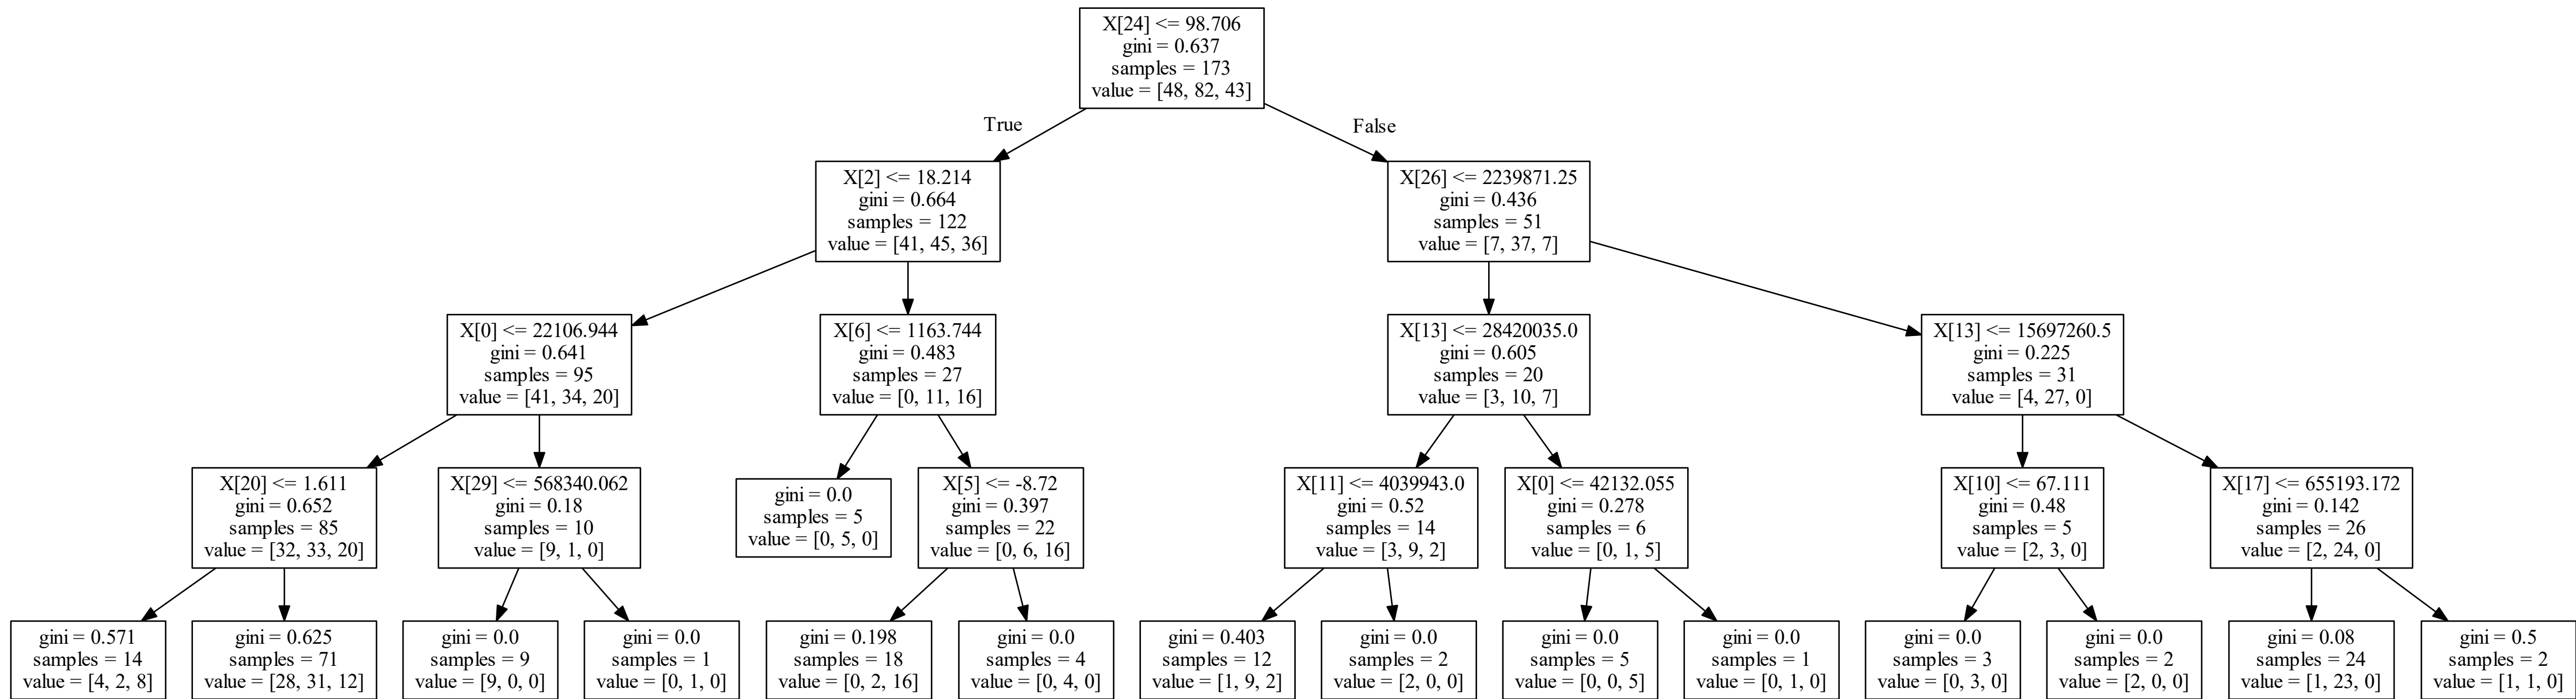 X[24] <= 98.706
gini = 0.637
samples = 173
value = [48, 82, 43]
True
False
X[2] <= 18.214
gini = 0.664
samples = 122
value = [41, 45, 36]
X[26] <= 2239871.25
gini = 0.436
samples = 51
value = [7, 37, 7]
X[0] <= 22106.944
gini = 0.641
samples = 95
value = [41, 34, 20]
X[6] <= 1163.744
gini = 0.483
samples = 27
value = [0, 11, 16]
X[13] <= 28420035.0
gini = 0.605
samples = 20
value = [3, 10, 7]
X[13] <= 15697260.5
gini = 0.225
samples = 31
value = [4, 27, 0]
X[20] <= 1.611
gini = 0.652
samples = 85
value = [32, 33, 20]
X[29] <= 568340.062
gini = 0.18
samples = 10
value = [9, 1, 0]
gini = 0.0
samples = 5
value = [0, 5, 0]
X[5] <= -8.72
gini = 0.397
samples = 22
value = [0, 6, 16]
X[11] <= 4039943.0
gini = 0.52
samples = 14
value = [3, 9, 2]
X[0] <= 42132.055
gini = 0.278
samples = 6
value = [0, 1, 5]
X[10] <= 67.111
gini = 0.48
samples = 5
value = [2, 3, 0]
X[17] <= 655193.172
gini = 0.142
samples = 26
value = [2, 24, 0]
gini = 0.571
samples = 14
value = [4, 2, 8]
gini = 0.625
samples = 71
value = [28, 31, 12]
gini = 0.0
samples = 9
value = [9, 0, 0]
gini = 0.0
samples = 1
value = [0, 1, 0]
gini = 0.198
samples = 18
value = [0, 2, 16]
gini = 0.0
samples = 4
value = [0, 4, 0]
gini = 0.403
samples = 12
value = [1, 9, 2]
gini = 0.0
samples = 2
value = [2, 0, 0]
gini = 0.0
samples = 5
value = [0, 0, 5]
gini = 0.0
samples = 1
value = [0, 1, 0]
gini = 0.0
samples = 3
value = [0, 3, 0]
gini = 0.0
samples = 2
value = [2, 0, 0]
gini = 0.08
samples = 24
value = [1, 23, 0]
gini = 0.5
samples = 2
value = [1, 1, 0]